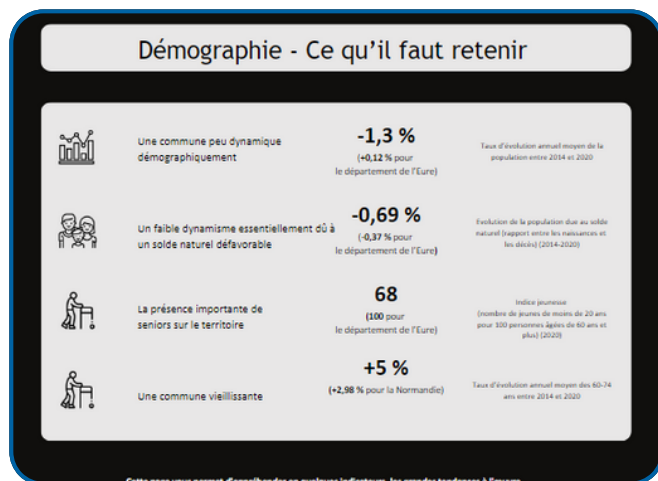 Démographie - Ce qu'il faut retenir
Une commune peu dynamique
démographiquement
-1,3 %
(+0,12 % pour
le département de l'Eure)
Taux d'évolution annuel moyen de la
population entre 2014 et 2020
Un faible dynamisme essentiellement dû à
un solde naturel défavorable
-0,69 %
(-0,37 % pour
le département de l'Eure)
Evolution de la population due au solde
naturel (rapport entre les naissances et
les décès) (2014-2020)
La présence importante de
seniors sur le territoire
68
(100 pour
le département de l'Eure)
Indice jeunesse
(nombre de jeunes de moins de 20 ans
pour 100 personnes âgées de 60 ans et
plus) (2020)
Une commune vieillissante
+5 %
(+2,98 % pour la Normandie)
Taux d'évolution annuel moyen des 60-74
ans entre 2014 et 2020